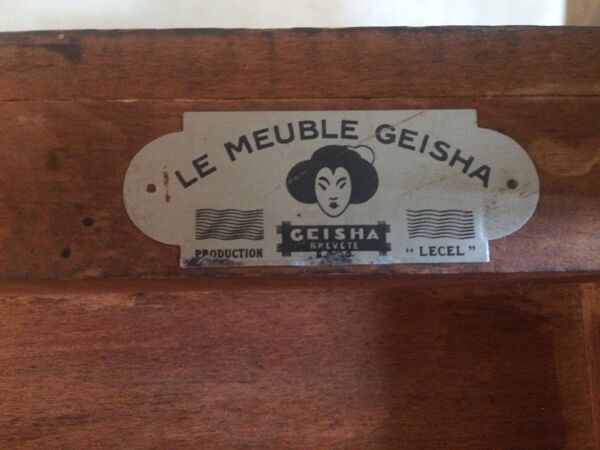 LE MEUBLE GEISHA
GEISHA
BREVETE
PRODUCTION
"LECEL"